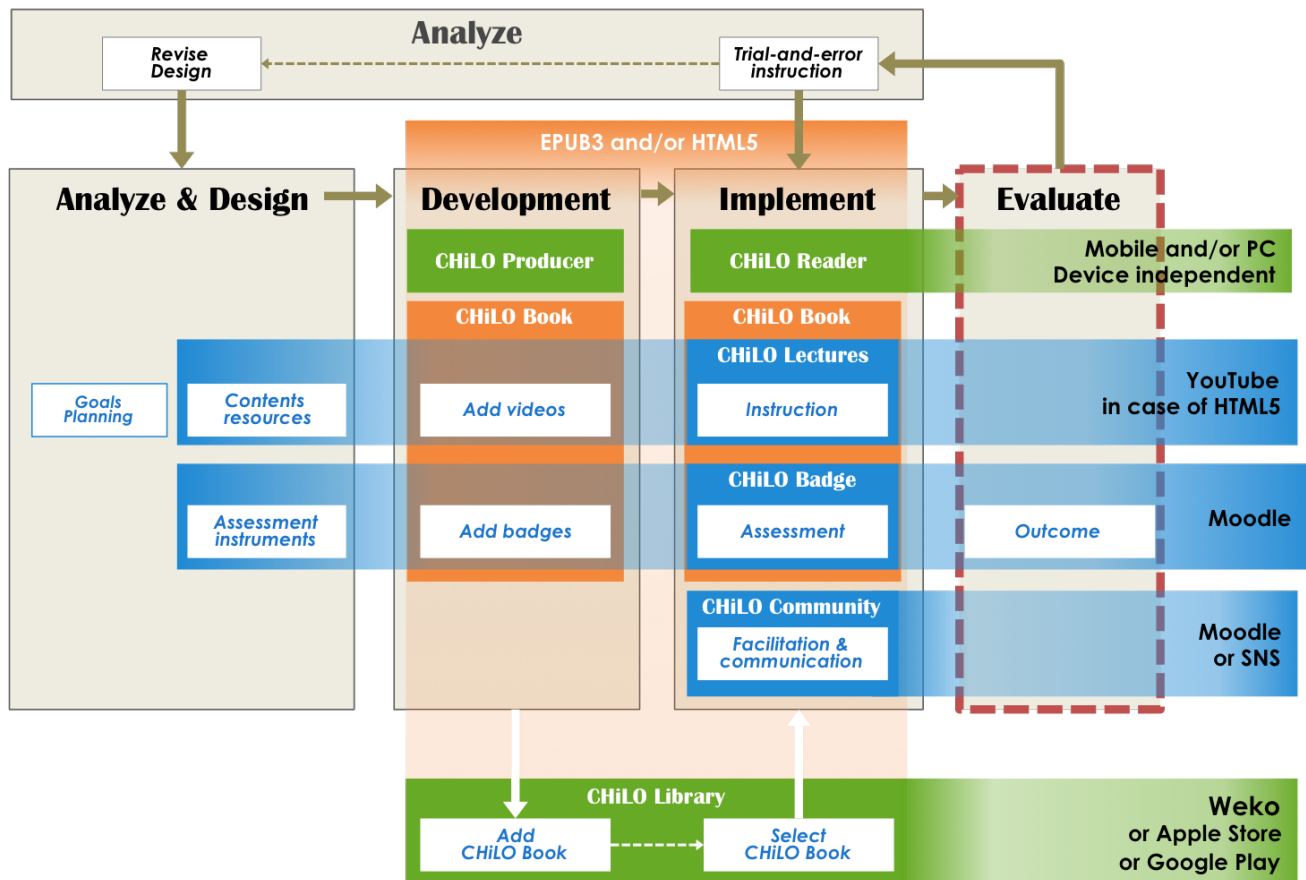 Analyze
Revise
Design
Trial-and-error
instruction
EPUB3 and/or HTML5
Analyze & Design
Development
Implement
Evaluate
CHiLO Producer
CHiLO Reader
Mobile and/or PC
Device independent
CHiLO Book
CHiLO Book
CHiLO Lectures
Goals
Planning
Contents
resources
Add videos
Instruction
YouTube
in case of HTML5
CHiLO Badge
Assessment
instruments
Add badges
Assessment
Outcome
Moodle
CHiLO Community
Facilitation &
communication
Moodle
or SNS
CHiLO Library
Add
CHiLO Book
Select
CHiLO Book
Weko
or Apple Store
or Google Play